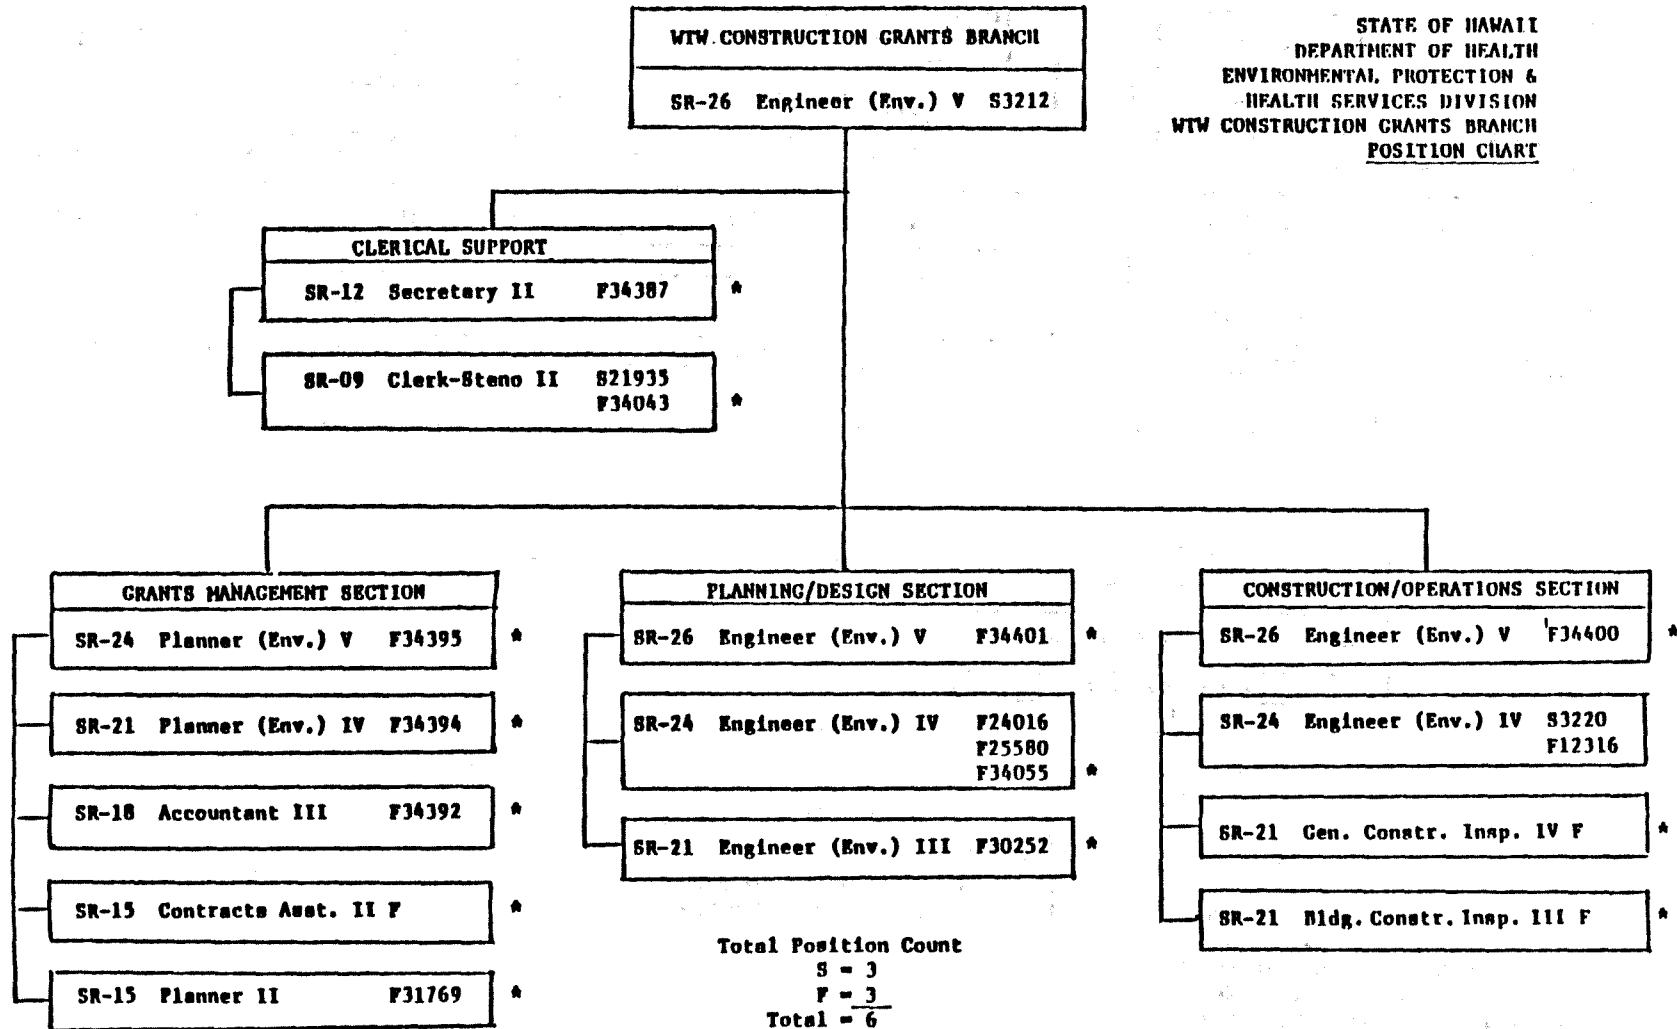 WTW CONSTRUCTION GRANTS BRANCH
SR-26 Engineer (Env.) V S3212
STATE OF HAWAII
DEPARTMENT OF HEALTH
ENVIRONMENTAL PROTECTION &
HEALTH SERVICES DIVISION
WTW CONSTRUCTION GRANTS BRANCH
POSITION CHART
CLERICAL SUPPORT
SR-12 Secretary II F34387 *
SR-09 Clerk-Steno II S21935
F34043 *
GRANTS MANAGEMENT SECTION
SR-24 Planner (Env.) V F34395 *
SR-21 Planner (Env.) IV F34394 *
SR-18 Accountant III F34392 *
SR-15 Contracts Asst. II F *
SR-15 Planner II F31769 *
PLANNING/DESIGN SECTION
SR-26 Engineer (Env.) V F34401 *
SR-24 Engineer (Env.) IV F24016
F25580
F34055 *
SR-21 Engineer (Env.) III F30252 *
CONSTRUCTION/OPERATIONS SECTION
SR-26 Engineer (Env.) V F34400 *
SR-24 Engineer (Env.) IV S3220
F12316
SR-21 Gen. Constr. Insp. IV F *
SR-21 Bldg. Constr. Insp. III F *
Total Position Count
S = 3
F = 3
Total = 6